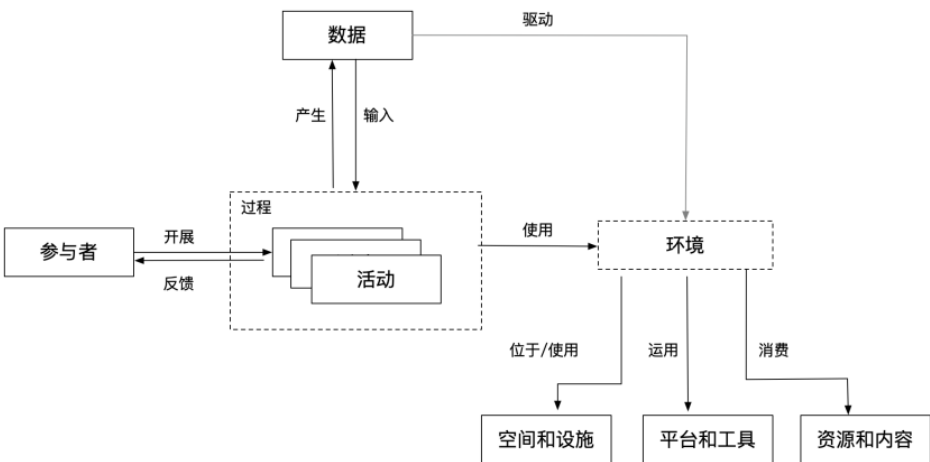 数据
驱动
产生
输入
过程
参与者
开展
反馈
活动
使用
环境
位于/使用
运用
消费
空间和设施
平台和工具
资源和内容